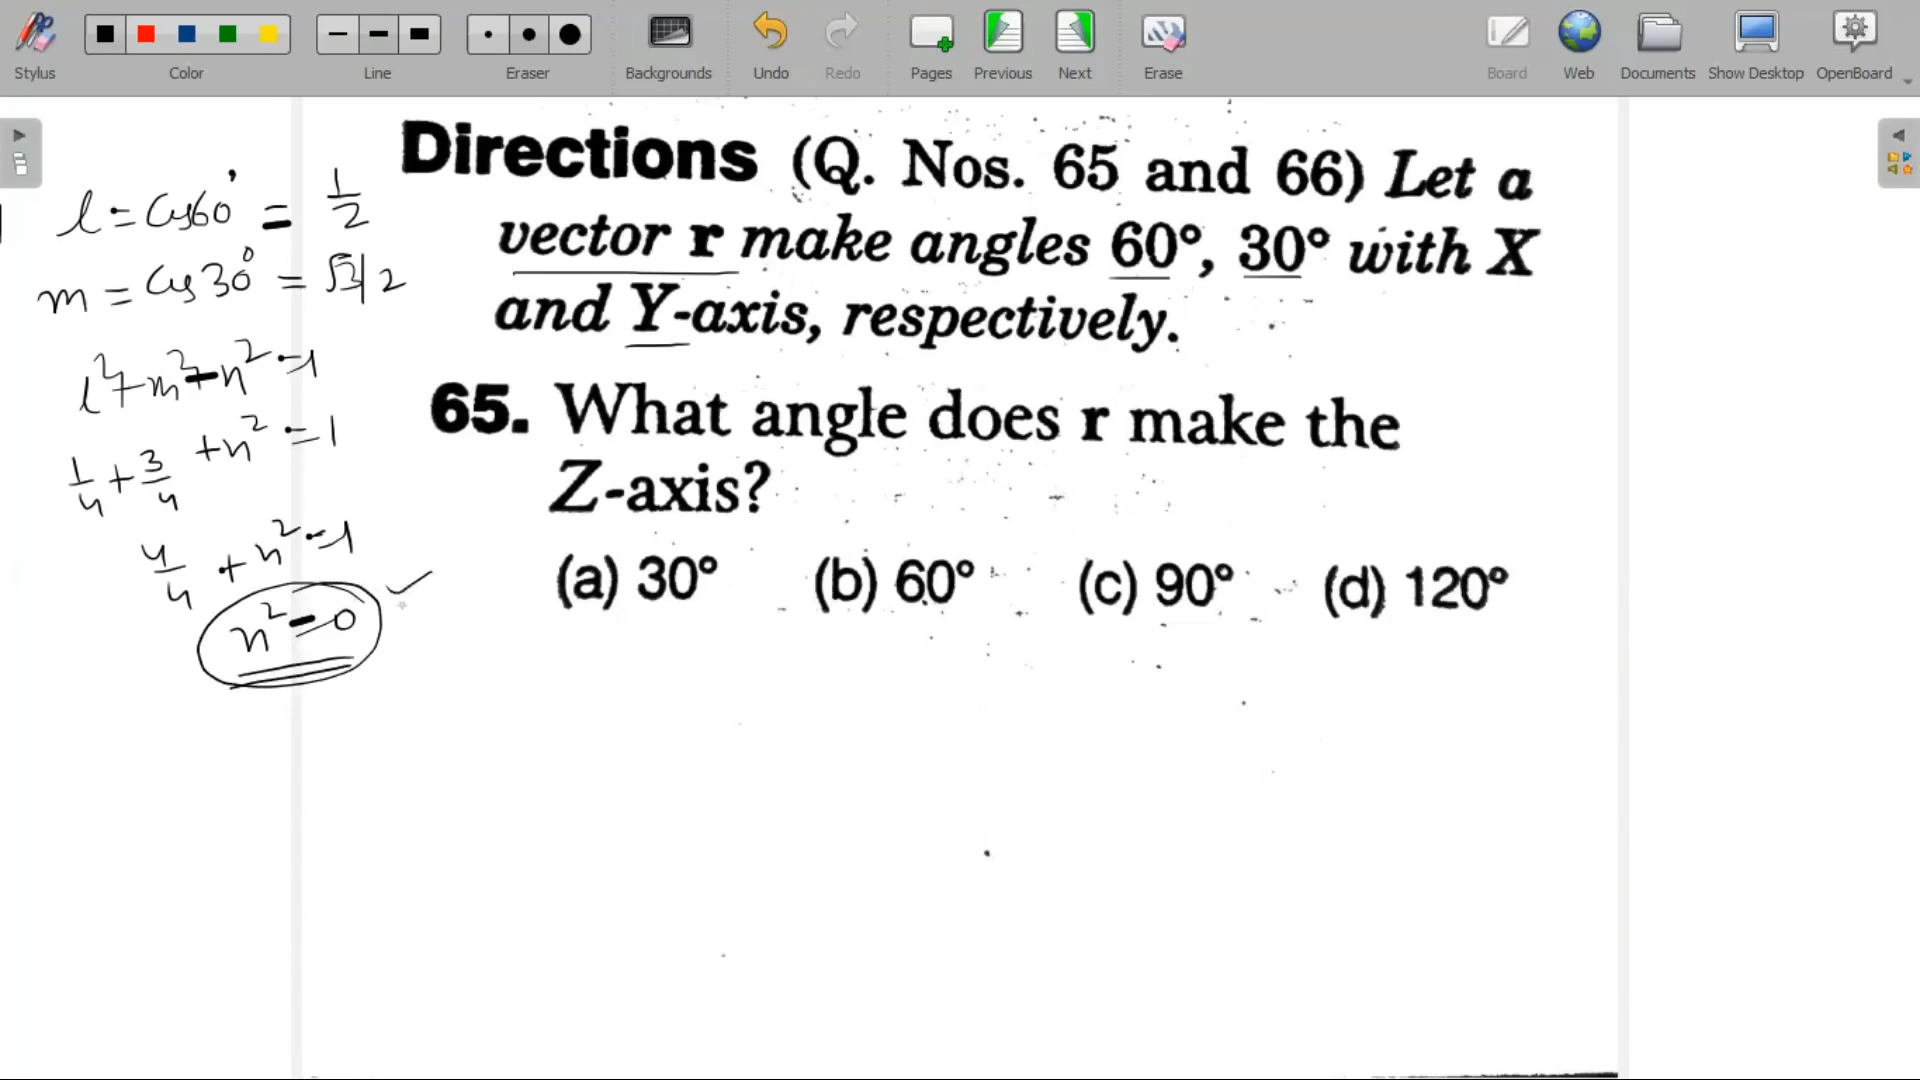 Stylus Color Line Eraser Backgrounds Undo Redo Pages Previous Next Erase Board Web Documents Show Desktop OpenBoard
l = Cos60° = 1/2
m = Cos30° = √3/2
l²+m²+n²=1
1/4 + 3/4 + n² = 1
4/4 + n² = 1
n² = 0
Directions (Q. Nos. 65 and 66) Let a
vector r make angles 60°, 30° with X
and Y-axis, respectively.
65. What angle does r make the
Z-axis?
(a) 30° (b) 60° (c) 90° (d) 120°